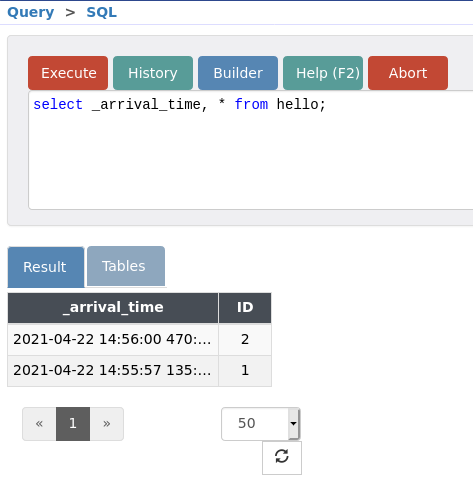 Query > SQL
Execute History Builder Help (F2) Abort
select _arrival_time, * from hello;
Result Tables
_arrival_time ID
2021-04-22 14:56:00 470:... 2
2021-04-22 14:55:57 135:... 1
« 1 » 50